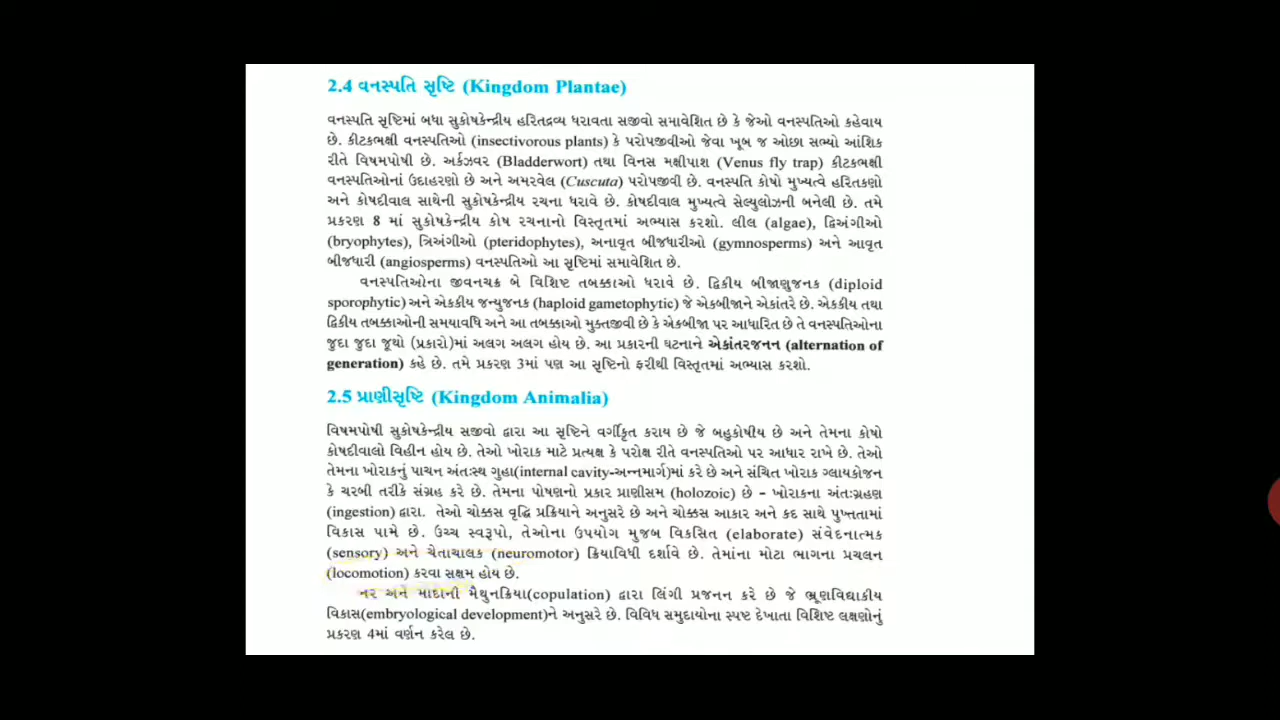 2.4 વનસ્પતિ સૃષ્ટિ (Kingdom Plantae)
વનસ્પતિ સૃષ્ટિમાં બધા સુકોષકેન્દ્રીય હરિતદ્રવ્ય ધરાવતા સજીવો સમાવેશિત છે કે જેઓ વનસ્પતિઓ કહેવાય
છે. કીટકભક્ષી વનસ્પતિઓ (insectivorous plants) કે પરોપજીવીઓ જેવા ખૂબ જ ઓછા સભ્યો આંશિક
રીતે વિષમપોષી છે. અર્કઝવર (Bladderwort) તથા વિનસ મક્ષીપાશ (Venus fly trap) કીટકભક્ષી
વનસ્પતિઓનાં ઉદાહરણો છે અને અમરવેલ (Cuscuta) પરોપજીવી છે. વનસ્પતિ કોષો મુખ્યત્વે હરિતકણો
અને કોષદીવાલ સાથેની સુકોષકેન્દ્રીય રચના ધરાવે છે. કોષદીવાલ મુખ્યત્વે સેલ્યુલોઝની બનેલી છે. તમે
પ્રકરણ 8 માં સુકોષકેન્દ્રીય કોષ રચનાનો વિસ્તૃતમાં અભ્યાસ કરશો. લીલ (algae), દ્વિઅંગીઓ
(bryophytes), ત્રિઅંગીઓ (pteridophytes), અનાવૃત બીજધારીઓ (gymnosperms) અને આવૃત
બીજધારી (angiosperms) વનસ્પતિઓ આ સૃષ્ટિમાં સમાવેશિત છે.
વનસ્પતિઓના જીવનચક્ર બે વિશિષ્ટ તબક્કાઓ ધરાવે છે. દ્વિકીય બીજાણુજનક (diploid
sporophytic) અને એકકીય જન્યુજનક (haploid gametophytic) જે એકબીજાને એકાંતરે છે. એકકીય તથા
દ્વિકીય તબક્કાઓની સમયાવધિ અને આ તબક્કાઓ મુક્તજીવી છે કે એકબીજા પર આધારિત છે તે વનસ્પતિઓના
જુદા જુદા જૂથો (પ્રકારો)માં અલગ અલગ હોય છે. આ પ્રકારની ઘટનાને એકાંતરજનન (alternation of
generation) કહે છે. તમે પ્રકરણ 3માં પણ આ સૃષ્ટિનો ફરીથી વિસ્તૃતમાં અભ્યાસ કરશો.
2.5 પ્રાણીસૃષ્ટિ (Kingdom Animalia)
વિષમપોષી સુકોષકેન્દ્રીય સજીવો દ્વારા આ સૃષ્ટિને વર્ગીકૃત કરાય છે જે બહુકોષીય છે અને તેમના કોષો
કોષદીવાલો વિહીન હોય છે. તેઓ ખોરાક માટે પ્રત્યક્ષ કે પરોક્ષ રીતે વનસ્પતિઓ પર આધાર રાખે છે. તેઓ
તેમના ખોરાકનું પાચન અંતઃસ્થ ગુહા(internal cavity-અન્નમાર્ગ)માં કરે છે અને સંચિત ખોરાક ગ્લાયકોજન
કે ચરબી તરીકે સંગ્રહ કરે છે. તેમના પોષણનો પ્રકાર પ્રાણીસમ (holozoic) છે – ખોરાકના અંતઃગ્રહણ
(ingestion) દ્વારા. તેઓ ચોક્કસ વૃદ્ધિ પ્રક્રિયાને અનુસરે છે અને ચોક્કસ આકાર અને કદ સાથે પુખ્તતામાં
વિકાસ પામે છે. ઉચ્ચ સ્વરૂપો, તેઓના ઉપયોગ મુજબ વિકસિત (elaborate) સંવેદનાત્મક
(sensory) અને ચેતાચાલક (neuromotor) ક્રિયાવિધી દર્શાવે છે. તેમાંના મોટા ભાગના પ્રચલન
(locomotion) કરવા સક્ષમ હોય છે.
નર અને માદાની મૈથુનક્રિયા(copulation) દ્વારા લિંગી પ્રજનન કરે છે જે ભ્રૂણવિદ્યાકીય
વિકાસ(embryological development)ને અનુસરે છે. વિવિધ સમુદાયોના સ્પષ્ટ દેખાતા વિશિષ્ટ લક્ષણોનું
પ્રકરણ 4માં વર્ણન કરેલ છે.